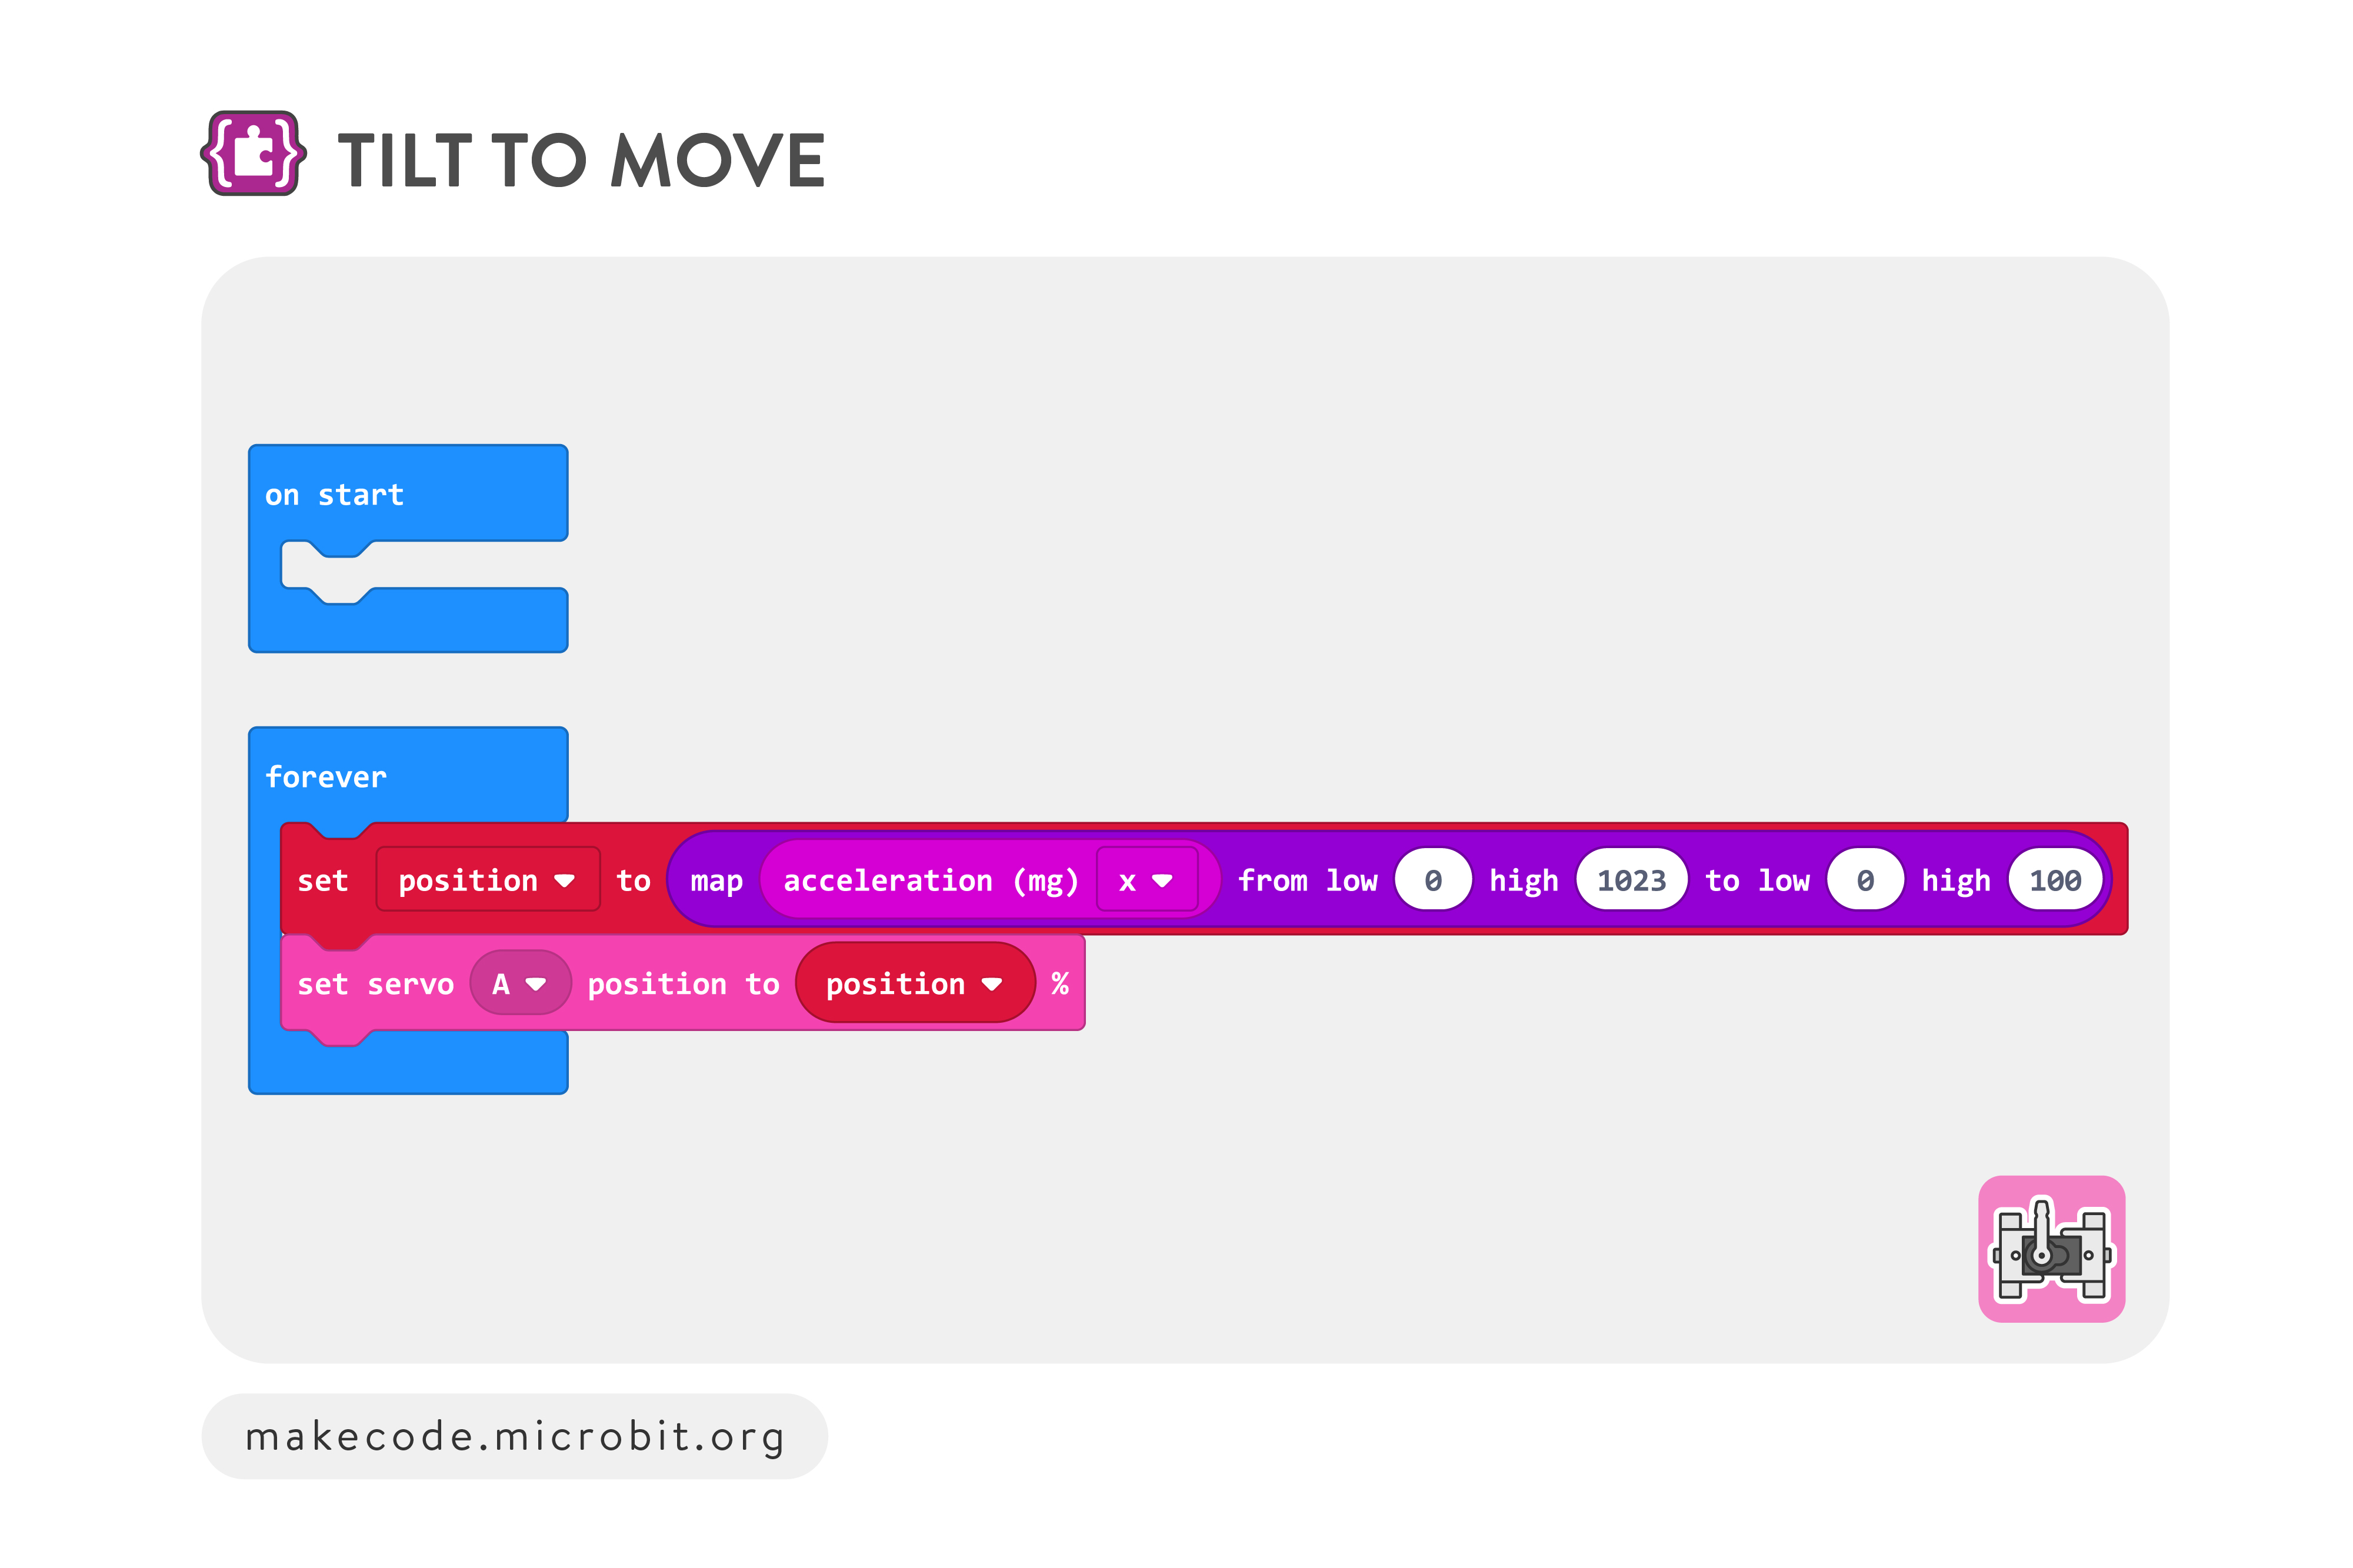 TILT TO MOVE
on start
forever
set position to map acceleration (mg) x from low 0 high 1023 to low 0 high 100
set servo A position to position %
makecode.microbit.org